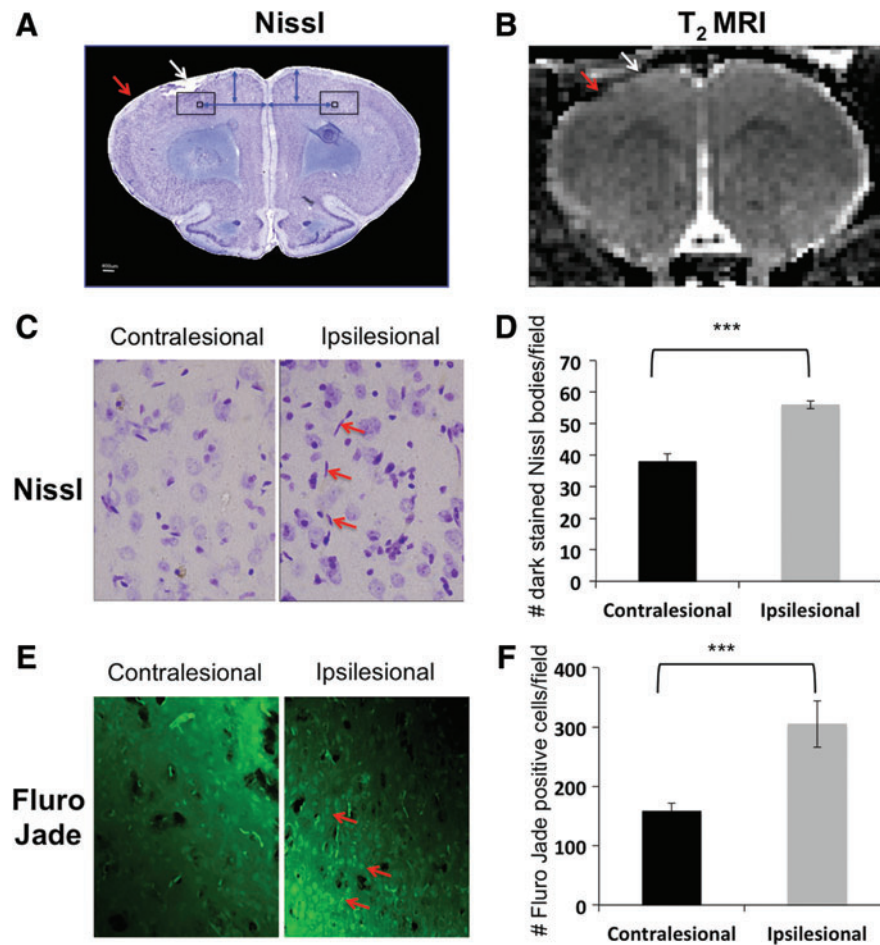 A
Nissl
B
T₂ MRI
C
Contralesional
Ipsilesional
Nissl
D
# dark stained Nissl bodies/field
***
70
60
50
40
30
20
10
0
Contralesional
Ipsilesional
E
Contralesional
Ipsilesional
Fluro
Jade
F
# Fluro Jade positive cells/field
***
400
300
200
100
0
Contralesional
Ipsilesional